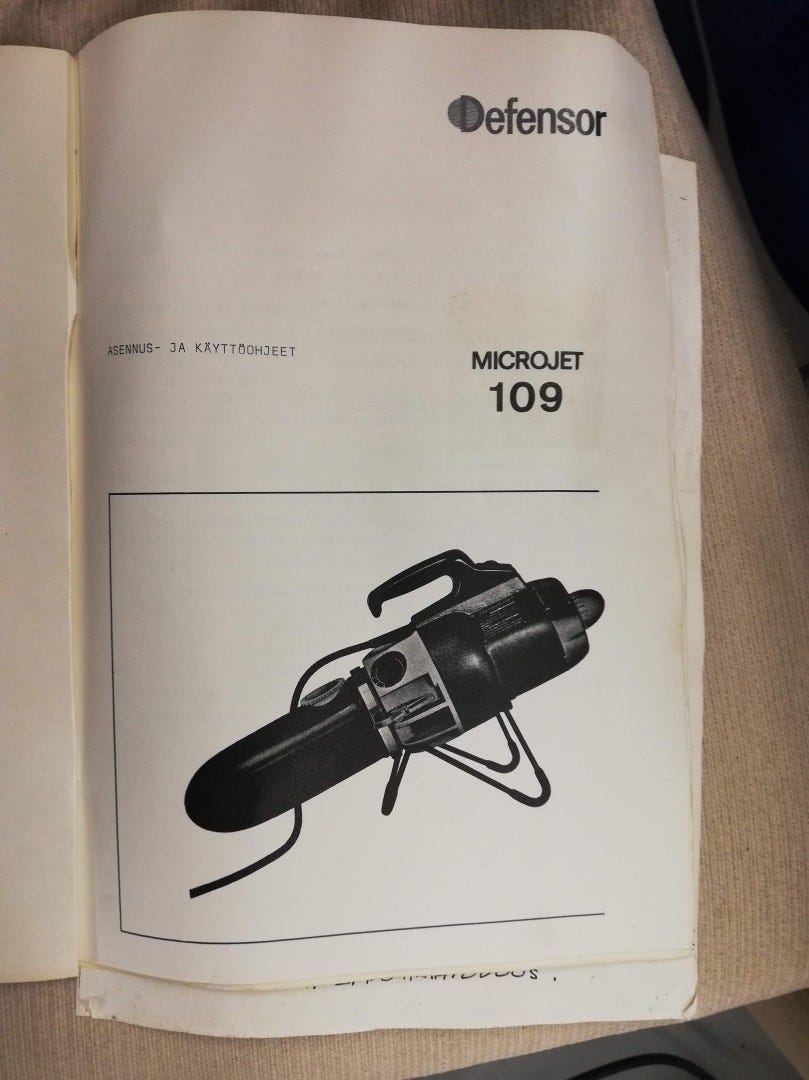 Defensor
ASENNUS- JA KÄYTTÖOHJEET
MICROJET
109